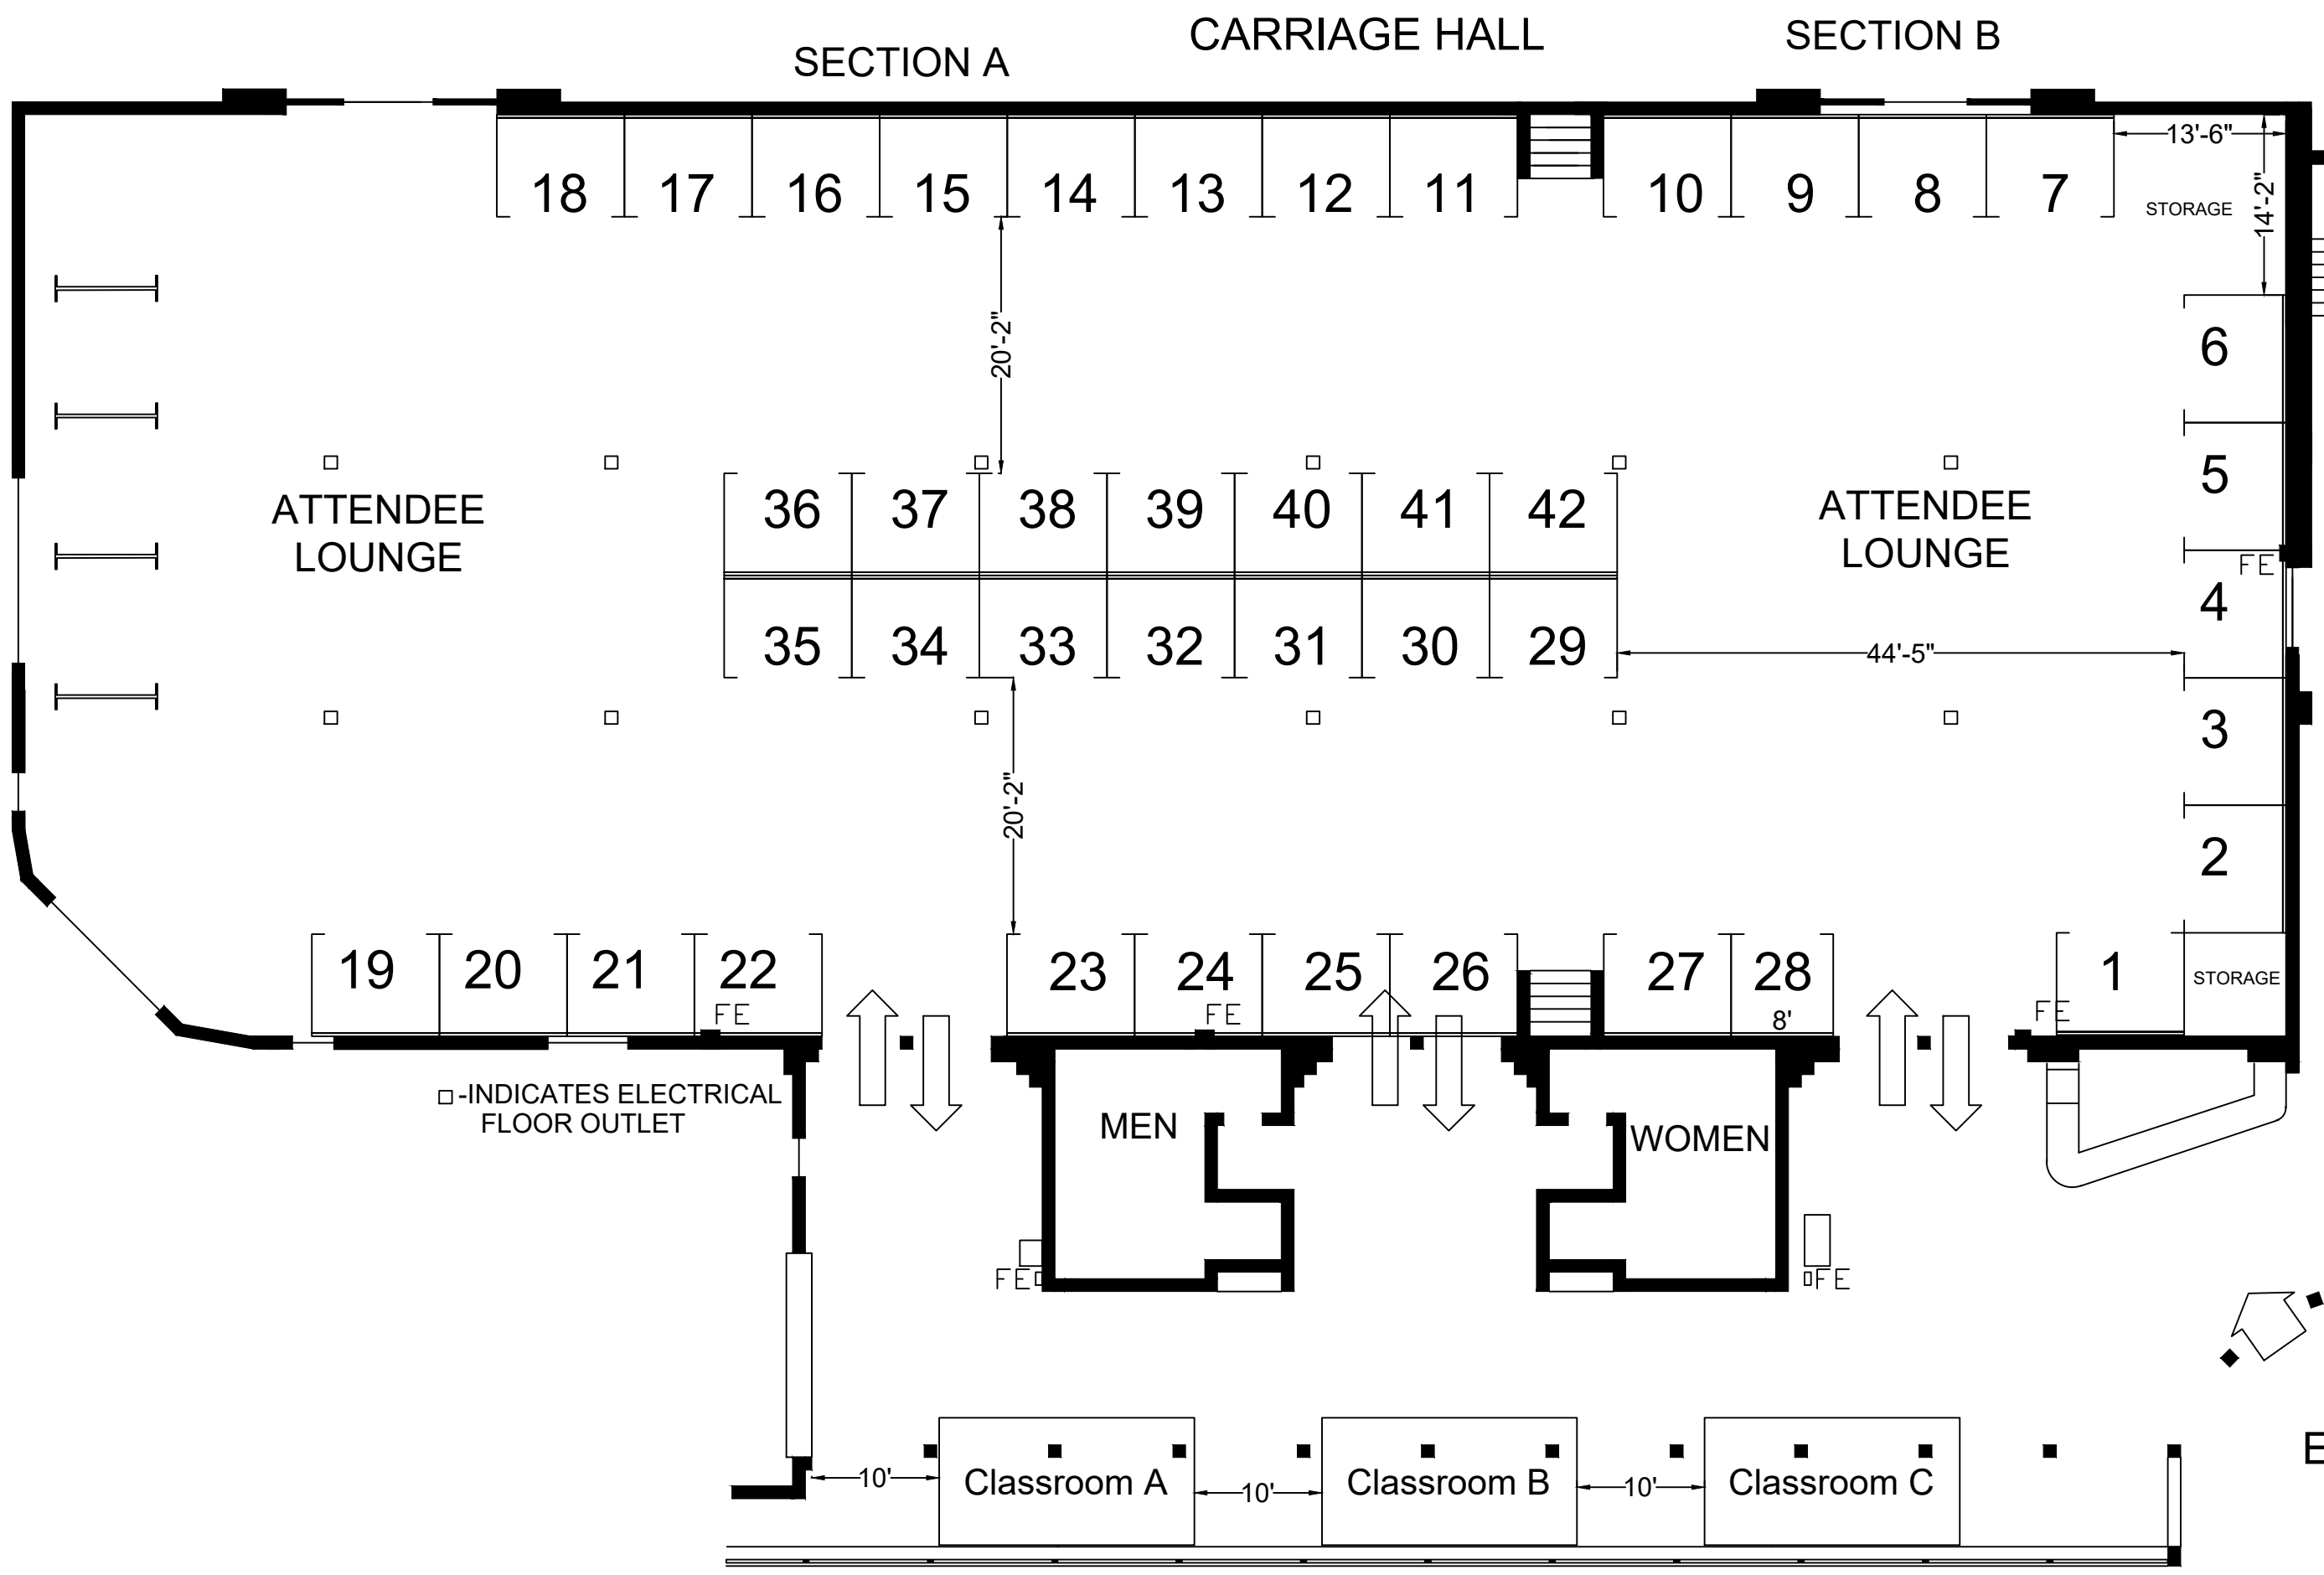 CARRIAGE HALL
SECTION A
SECTION B
18 17 16 15 14 13 12 11 10 9 8 7
13'-6"
14'-2"
STORAGE
20'-2"
6
5
FE
4
3
2
ATTENDEE
LOUNGE
36 37 38 39 40 41 42
35 34 33 32 31 30 29
ATTENDEE
LOUNGE
44'-5"
20'-2"
19 20 21 22
FE
23 24 25 26
FE
27 28
8'
1
FE
STORAGE
-INDICATES ELECTRICAL
FLOOR OUTLET
MEN
WOMEN
FE
FE
10'
Classroom A
10'
Classroom B
10'
Classroom C